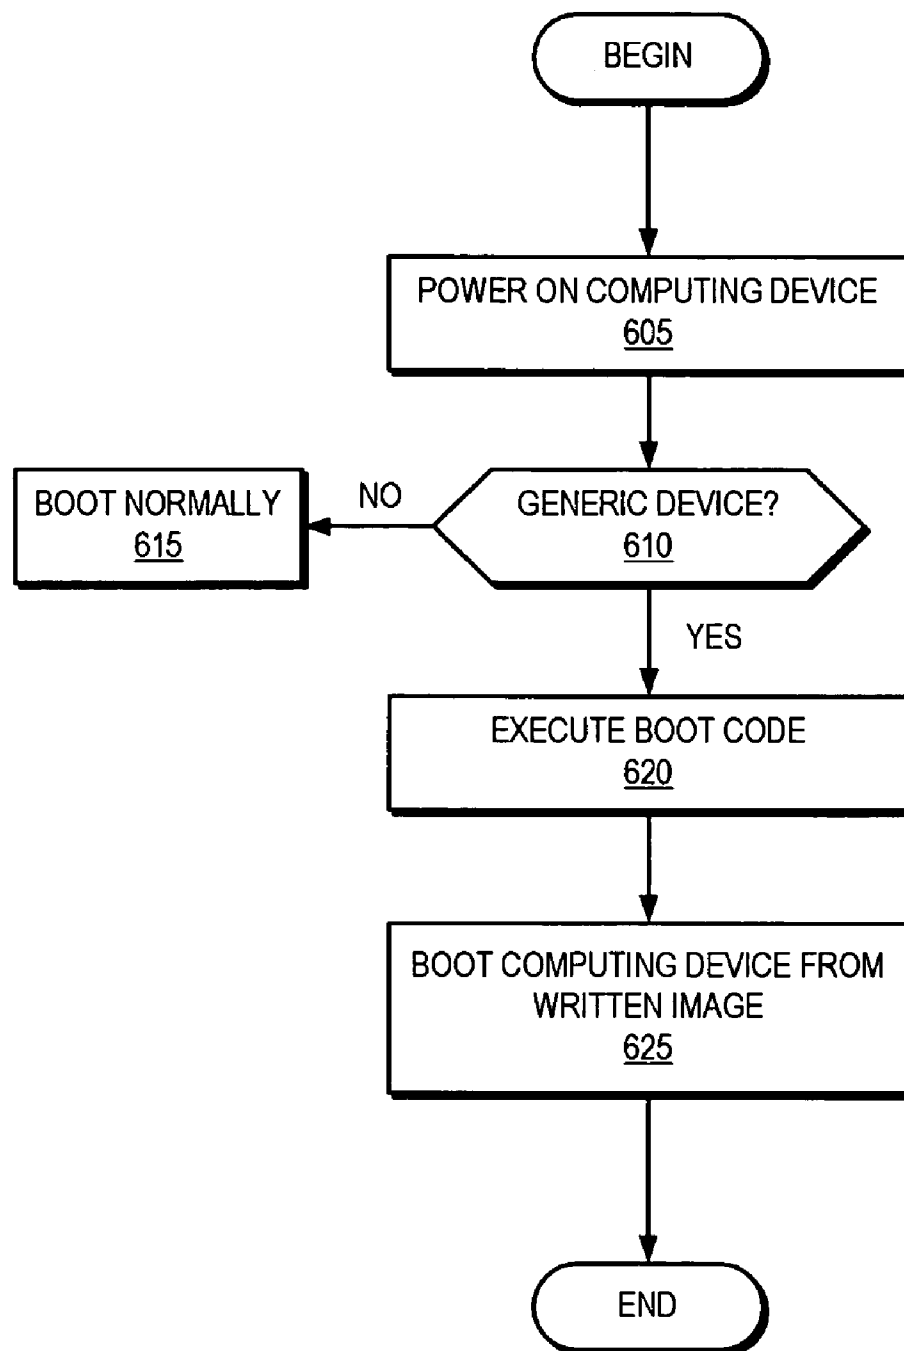 BEGIN
POWER ON COMPUTING DEVICE
605
GENERIC DEVICE?
610
NO
BOOT NORMALLY
615
YES
EXECUTE BOOT CODE
620
BOOT COMPUTING DEVICE FROM
WRITTEN IMAGE
625
END